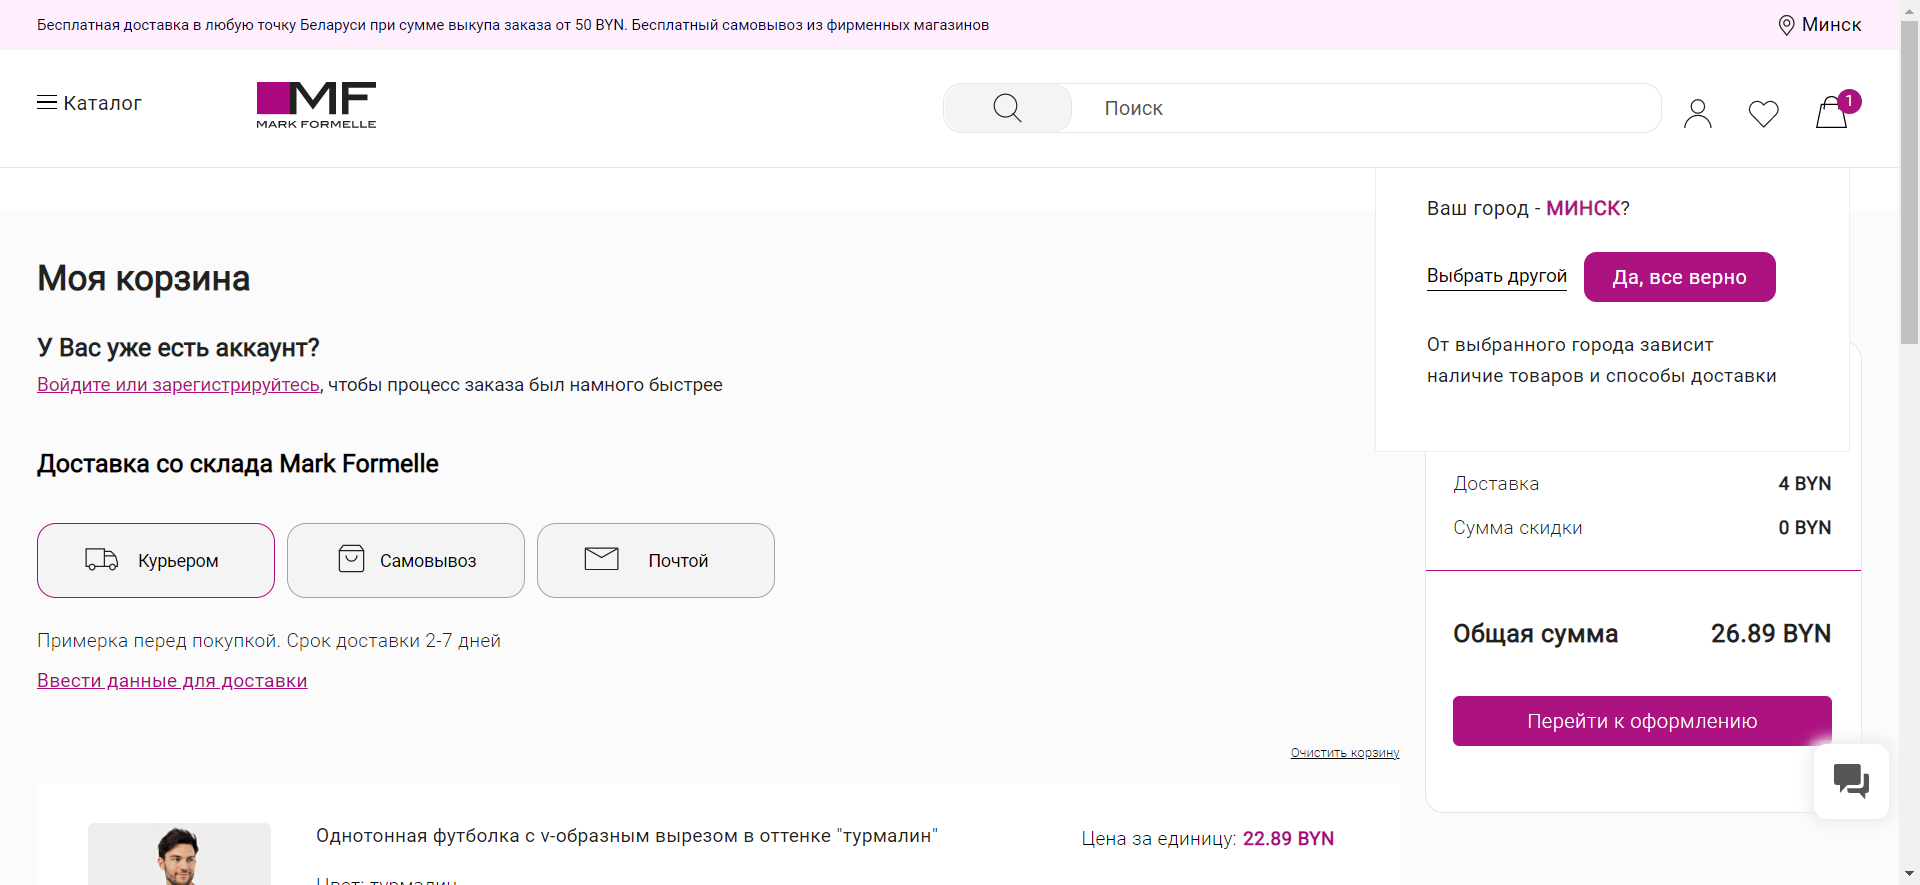 Бесплатная доставка в любую точку Беларуси при сумме выкупа заказа от 50 BYN. Бесплатный самовывоз из фирменных магазинов
Минск
Каталог
MF
MARK FORMELLE
Поиск
1
Ваш город - МИНСК?
Выбрать другой
Да, все верно
От выбранного города зависит
наличие товаров и способы доставки
Моя корзина
У Вас уже есть аккаунт?
Войдите или зарегистрируйтесь, чтобы процесс заказа был намного быстрее
Доставка со склада Mark Formelle
Курьером
Самовывоз
Почтой
Примерка перед покупкой. Срок доставки 2-7 дней
Ввести данные для доставки
Доставка
4 BYN
Сумма скидки
0 BYN
Общая сумма
26.89 BYN
Перейти к оформлению
Очистить корзину
Однотонная футболка с v-образным вырезом в оттенке "турмалин"
Цена за единицу: 22.89 BYN
Цвет: турмалин